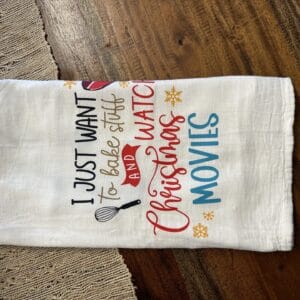 I JUST WANT
to bake stuff
AND WATCH
Christmas
MOVIES